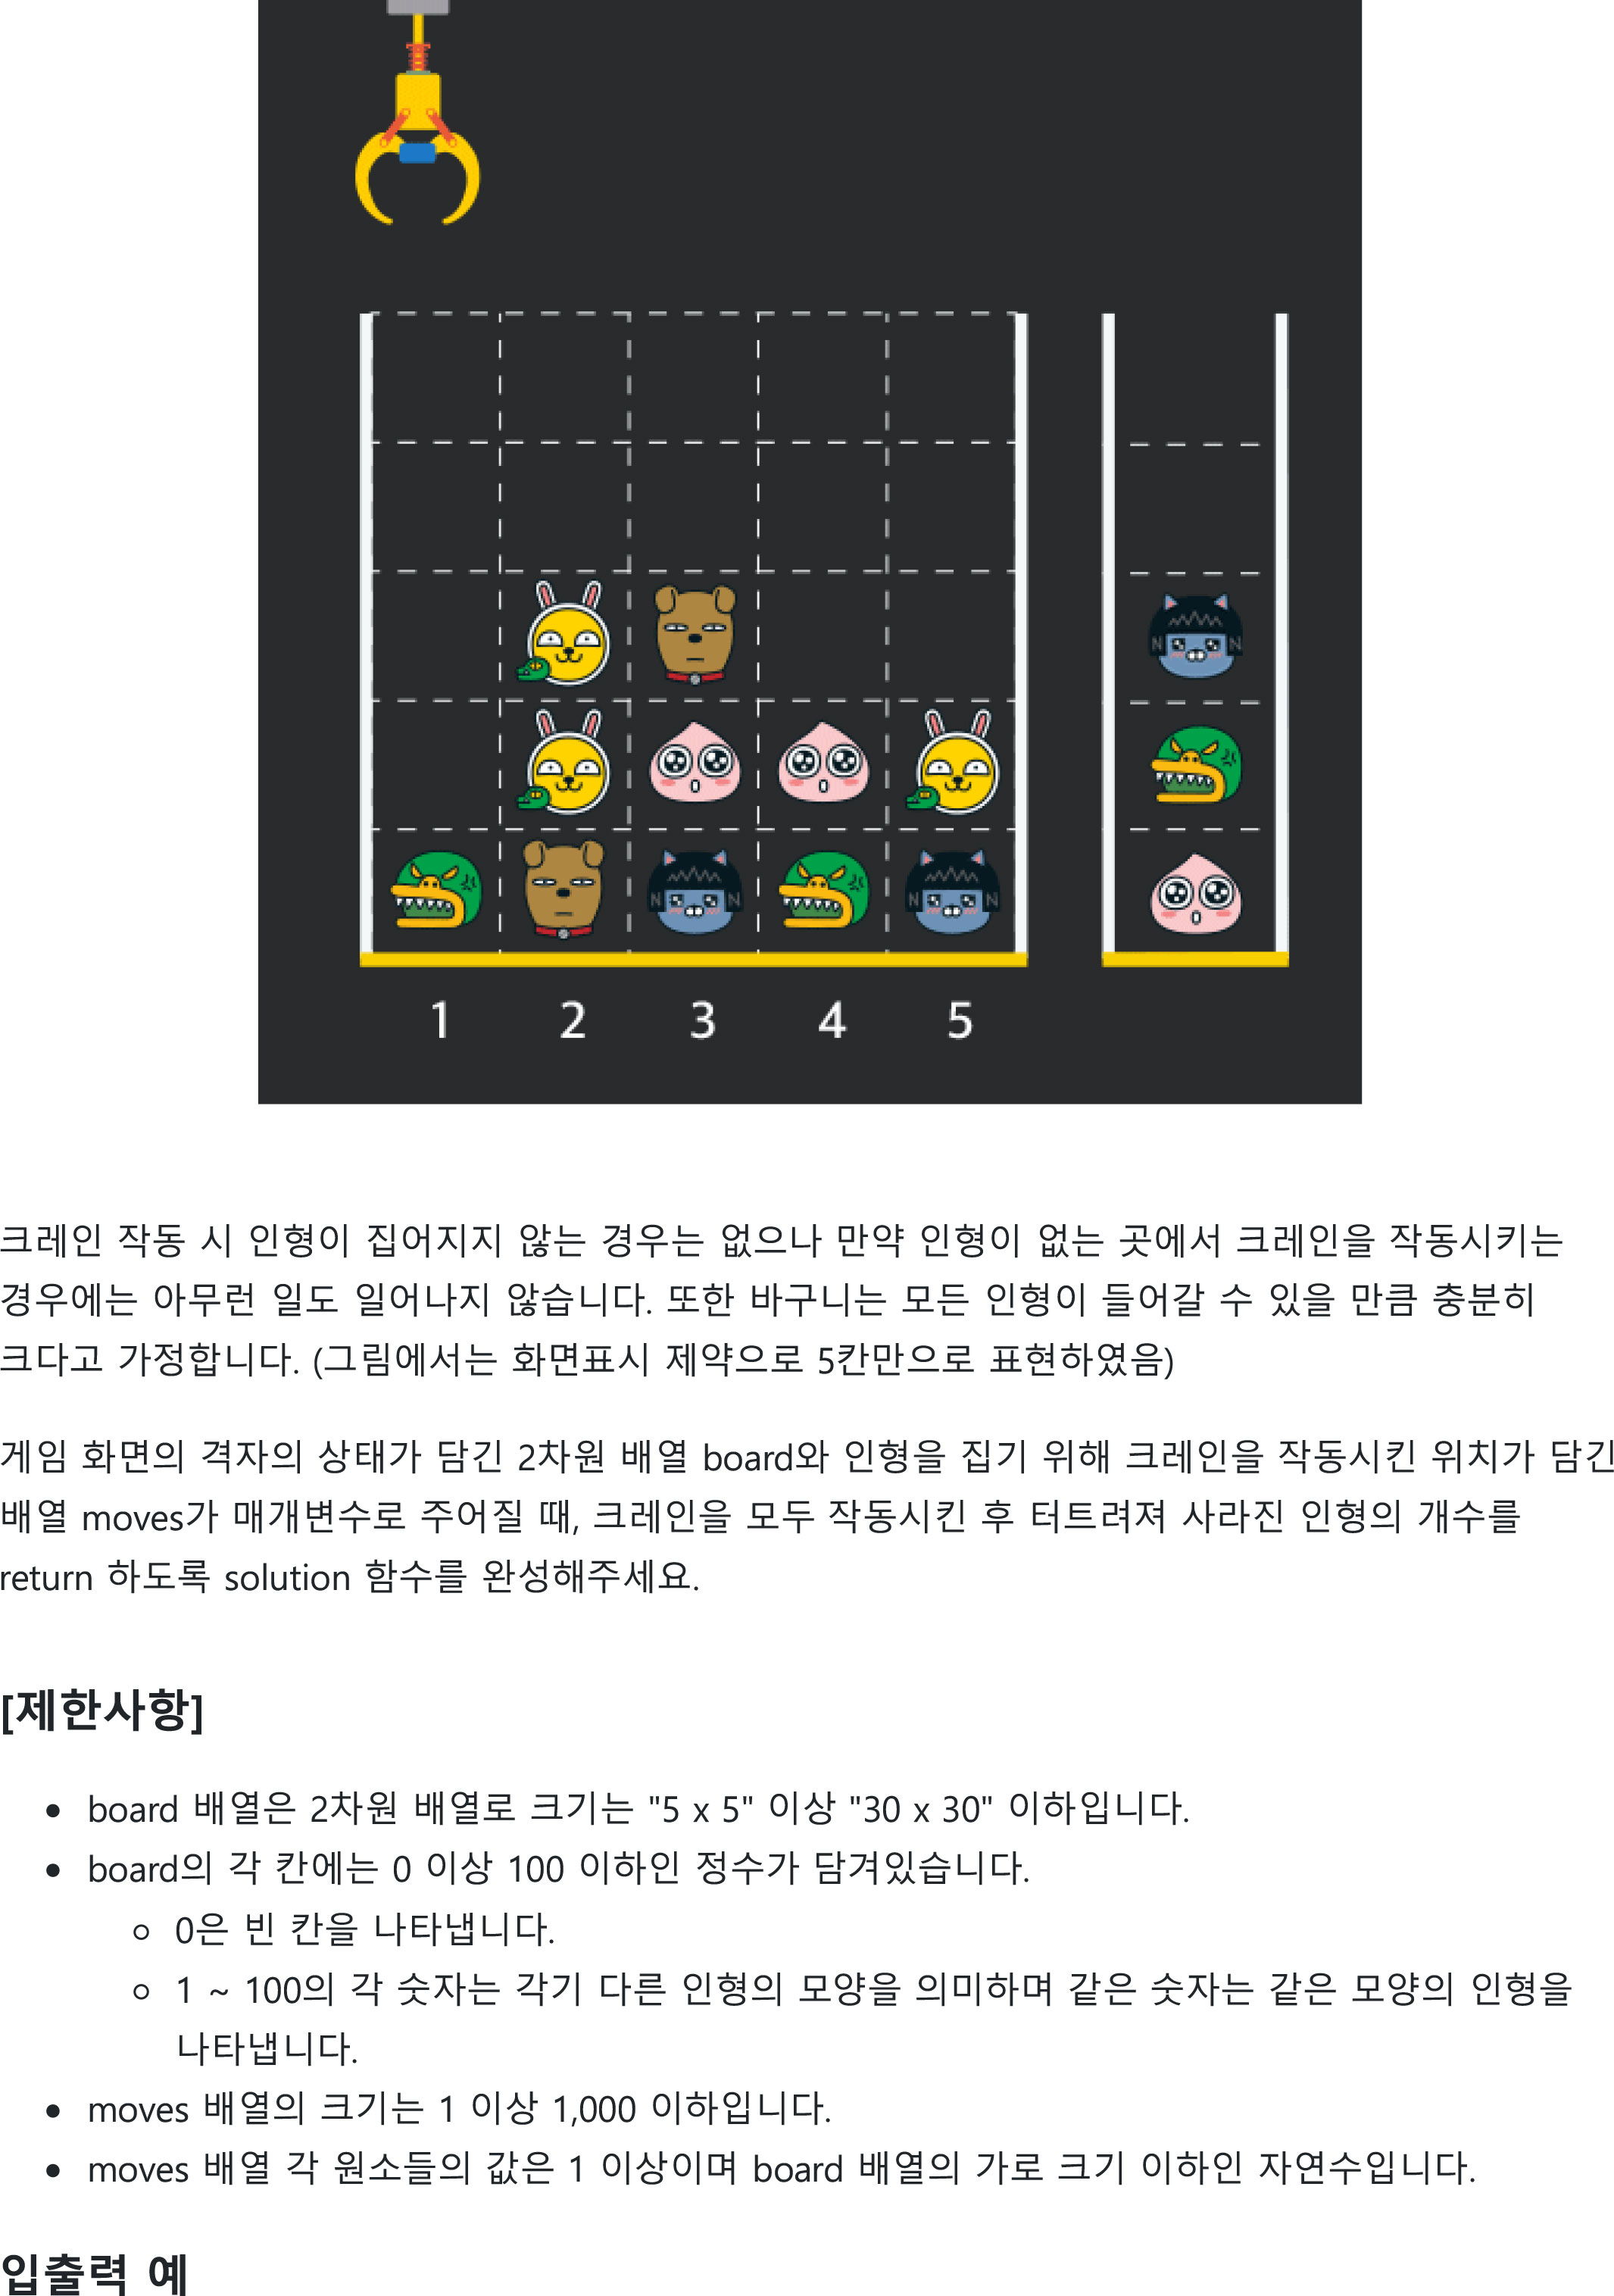 1 2 3 4 5
크레인 작동 시 인형이 집어지지 않는 경우는 없으나 만약 인형이 없는 곳에서 크레인을 작동시키는
경우에는 아무런 일도 일어나지 않습니다. 또한 바구니는 모든 인형이 들어갈 수 있을 만큼 충분히
크다고 가정합니다. (그림에서는 화면표시 제약으로 5칸만으로 표현하였음)
게임 화면의 격자의 상태가 담긴 2차원 배열 board와 인형을 집기 위해 크레인을 작동시킨 위치가 담긴
배열 moves가 매개변수로 주어질 때, 크레인을 모두 작동시킨 후 터트려져 사라진 인형의 개수를
return 하도록 solution 함수를 완성해주세요.
[제한사항]
• board 배열은 2차원 배열로 크기는 "5 x 5" 이상 "30 x 30" 이하입니다.
• board의 각 칸에는 0 이상 100 이하인 정수가 담겨있습니다.
◦ 0은 빈 칸을 나타냅니다.
◦ 1 ~ 100의 각 숫자는 각기 다른 인형의 모양을 의미하며 같은 숫자는 같은 모양의 인형을
나타냅니다.
• moves 배열의 크기는 1 이상 1,000 이하입니다.
• moves 배열 각 원소들의 값은 1 이상이며 board 배열의 가로 크기 이하인 자연수입니다.
입출력 예